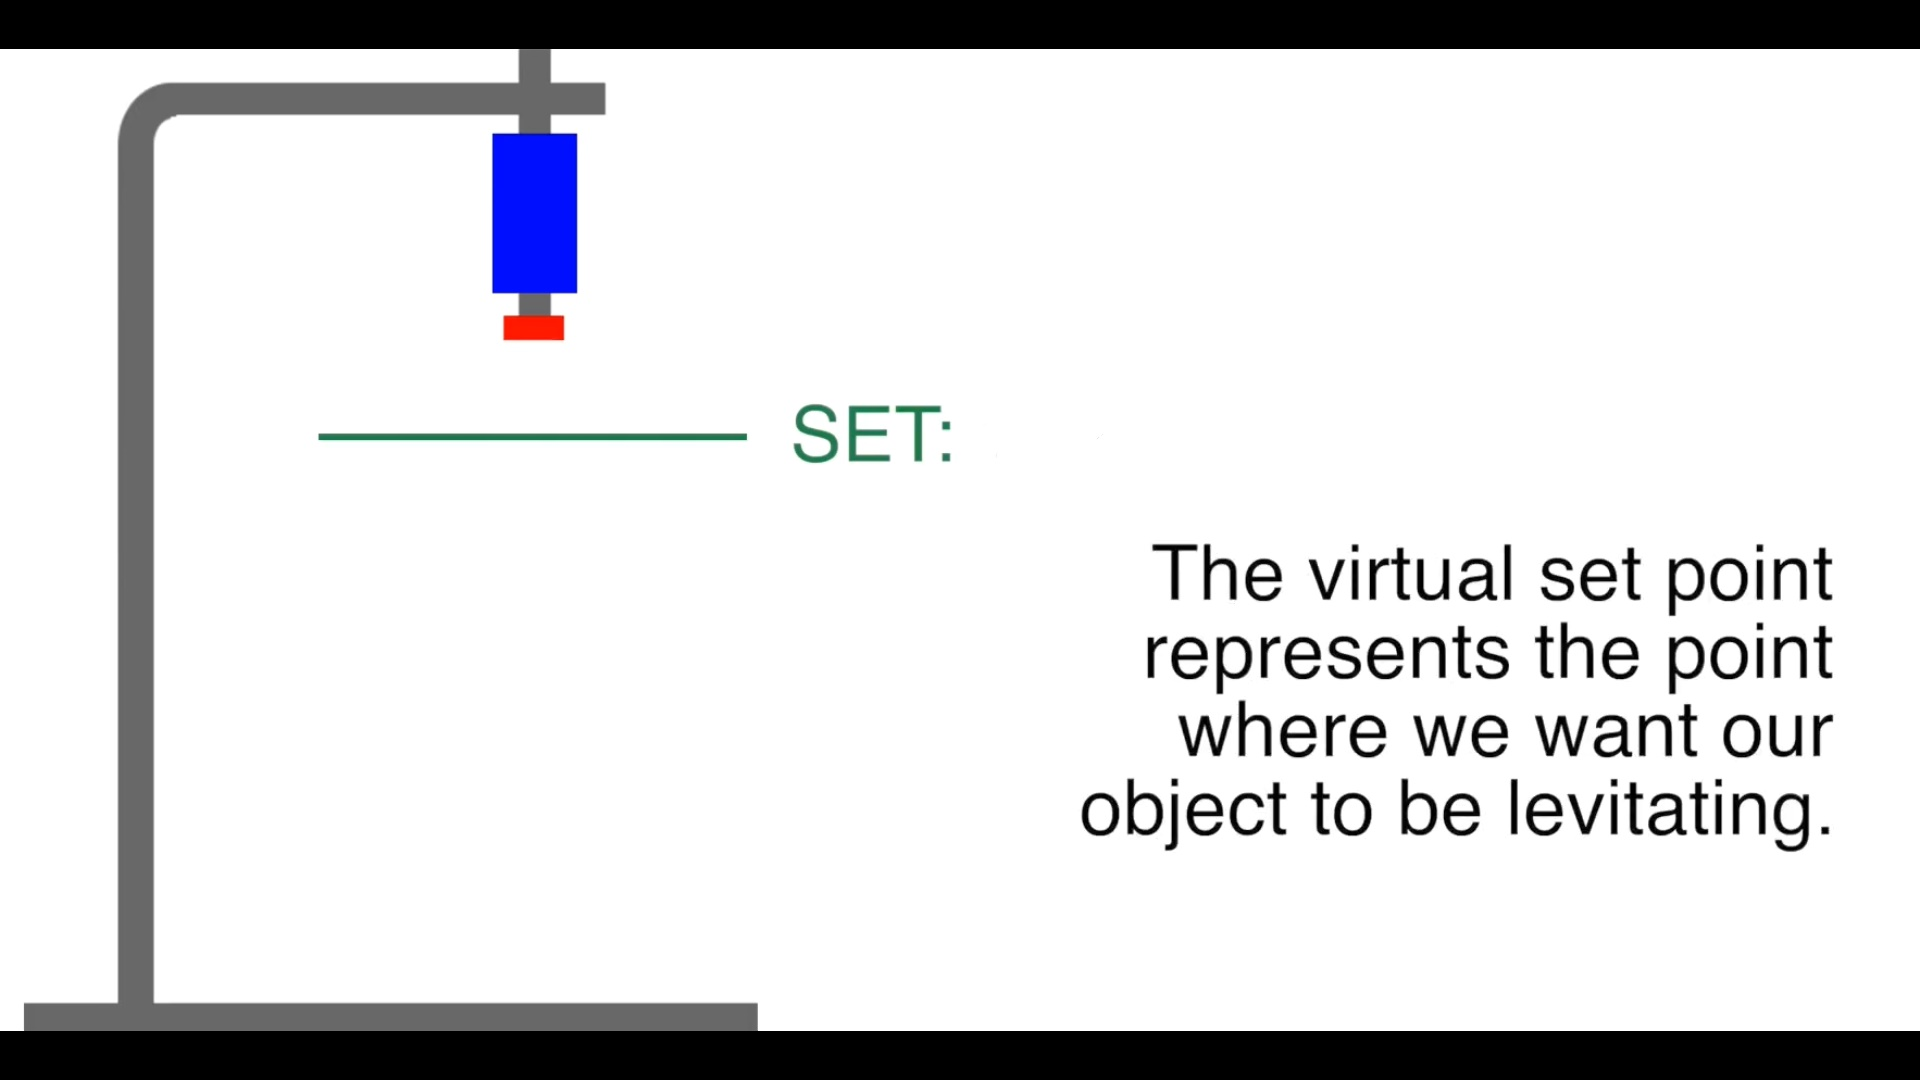 SET:
The virtual set point
represents the point
where we want our
object to be levitating.